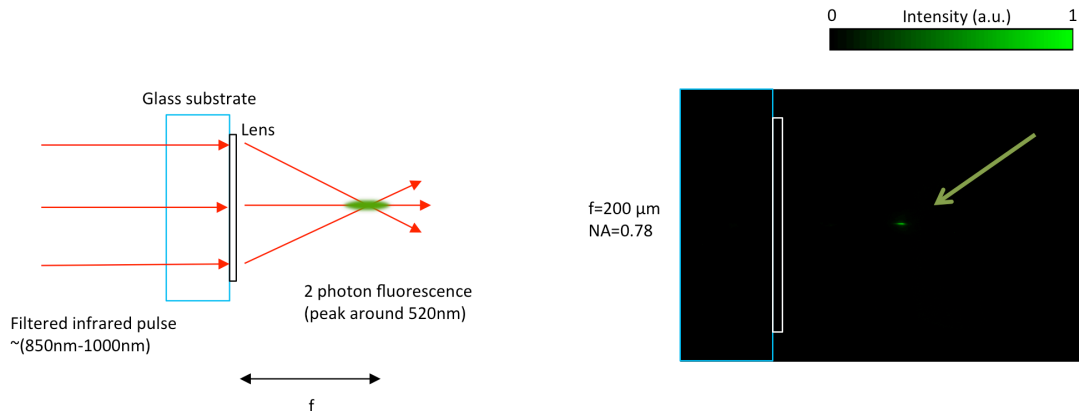 0 Intensity (a.u.) 1
Glass substrate
Lens
f=200 µm
NA=0.78
2 photon fluorescence
(peak around 520nm)
Filtered infrared pulse
~(850nm-1000nm)
f